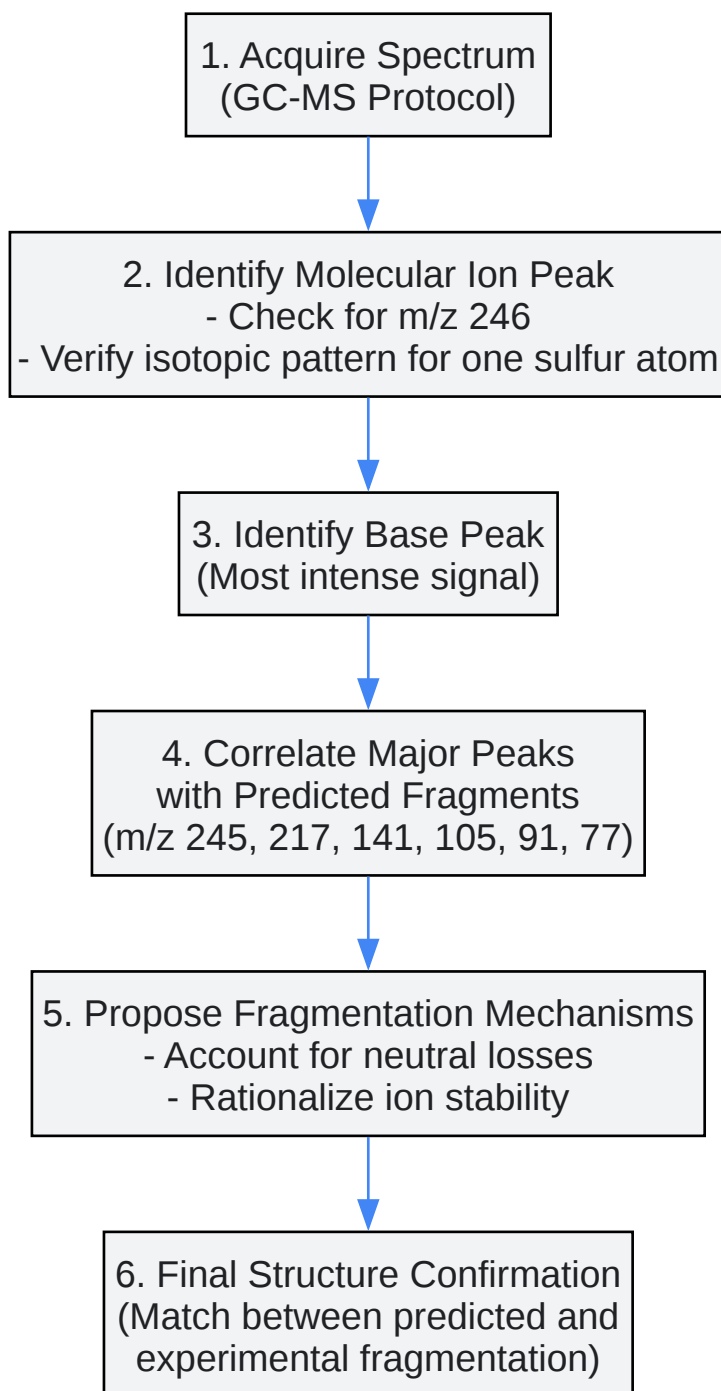 1. Acquire Spectrum
(GC-MS Protocol)
2. Identify Molecular Ion Peak
- Check for m/z 246
- Verify isotopic pattern for one sulfur atom
3. Identify Base Peak
(Most intense signal)
4. Correlate Major Peaks
with Predicted Fragments
(m/z 245, 217, 141, 105, 91, 77)
5. Propose Fragmentation Mechanisms
- Account for neutral losses
- Rationalize ion stability
6. Final Structure Confirmation
(Match between predicted and
experimental fragmentation)